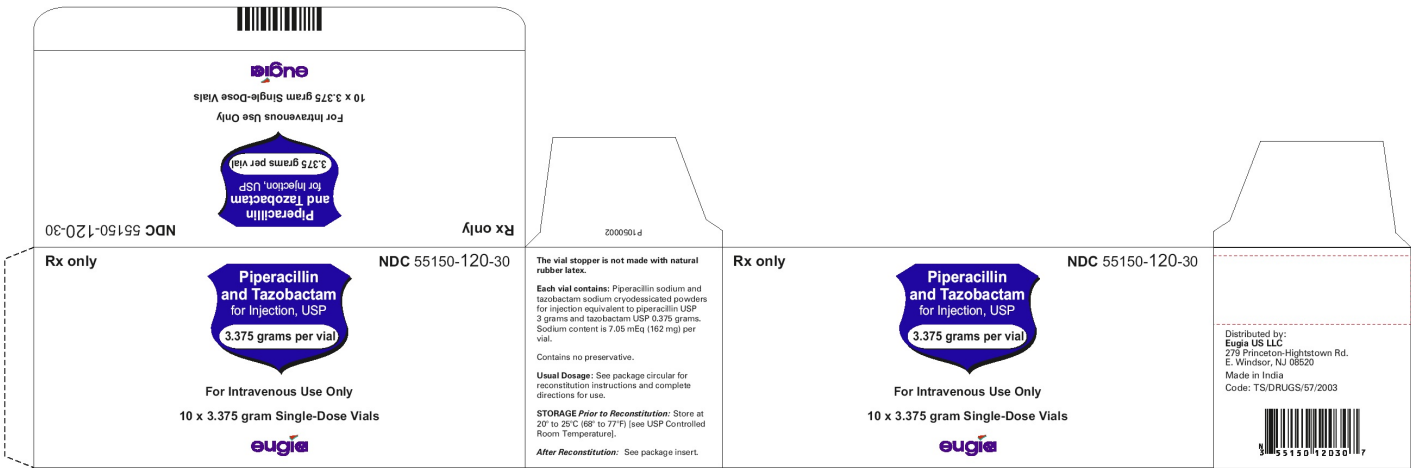 eugia
10 x 3.375 gram Single-Dose Vials
For Intravenous Use Only
3.375 grams per vial
for Injection, USP
and Tazobactam
Piperacillin
NDC 55150-120-30
Rx only
P1050002
Rx only
NDC 55150-120-30
Piperacillin
and Tazobactam
for Injection, USP
3.375 grams per vial
For Intravenous Use Only
10 x 3.375 gram Single-Dose Vials
eugia
The vial stopper is not made with natural
rubber latex.
Each vial contains: Piperacillin sodium and
tazobactam sodium cryodessicated powders
for injection equivalent to piperacillin USP
3 grams and tazobactam USP 0.375 grams.
Sodium content is 7.05 mEq (162 mg) per
vial.
Contains no preservative.
Usual Dosage: See package circular for
reconstitution instructions and complete
directions for use.
STORAGE Prior to Reconstitution: Store at
20° to 25°C (68° to 77°F) [see USP Controlled
Room Temperature].
After Reconstitution: See package insert.
Rx only
NDC 55150-120-30
Piperacillin
and Tazobactam
for Injection, USP
3.375 grams per vial
For Intravenous Use Only
10 x 3.375 gram Single-Dose Vials
eugia
Distributed by:
Eugia US LLC
279 Princeton-Hightstown Rd.
E. Windsor, NJ 08520
Made in India
Code: TS/DRUGS/57/2003
N
3 55150 12030 7